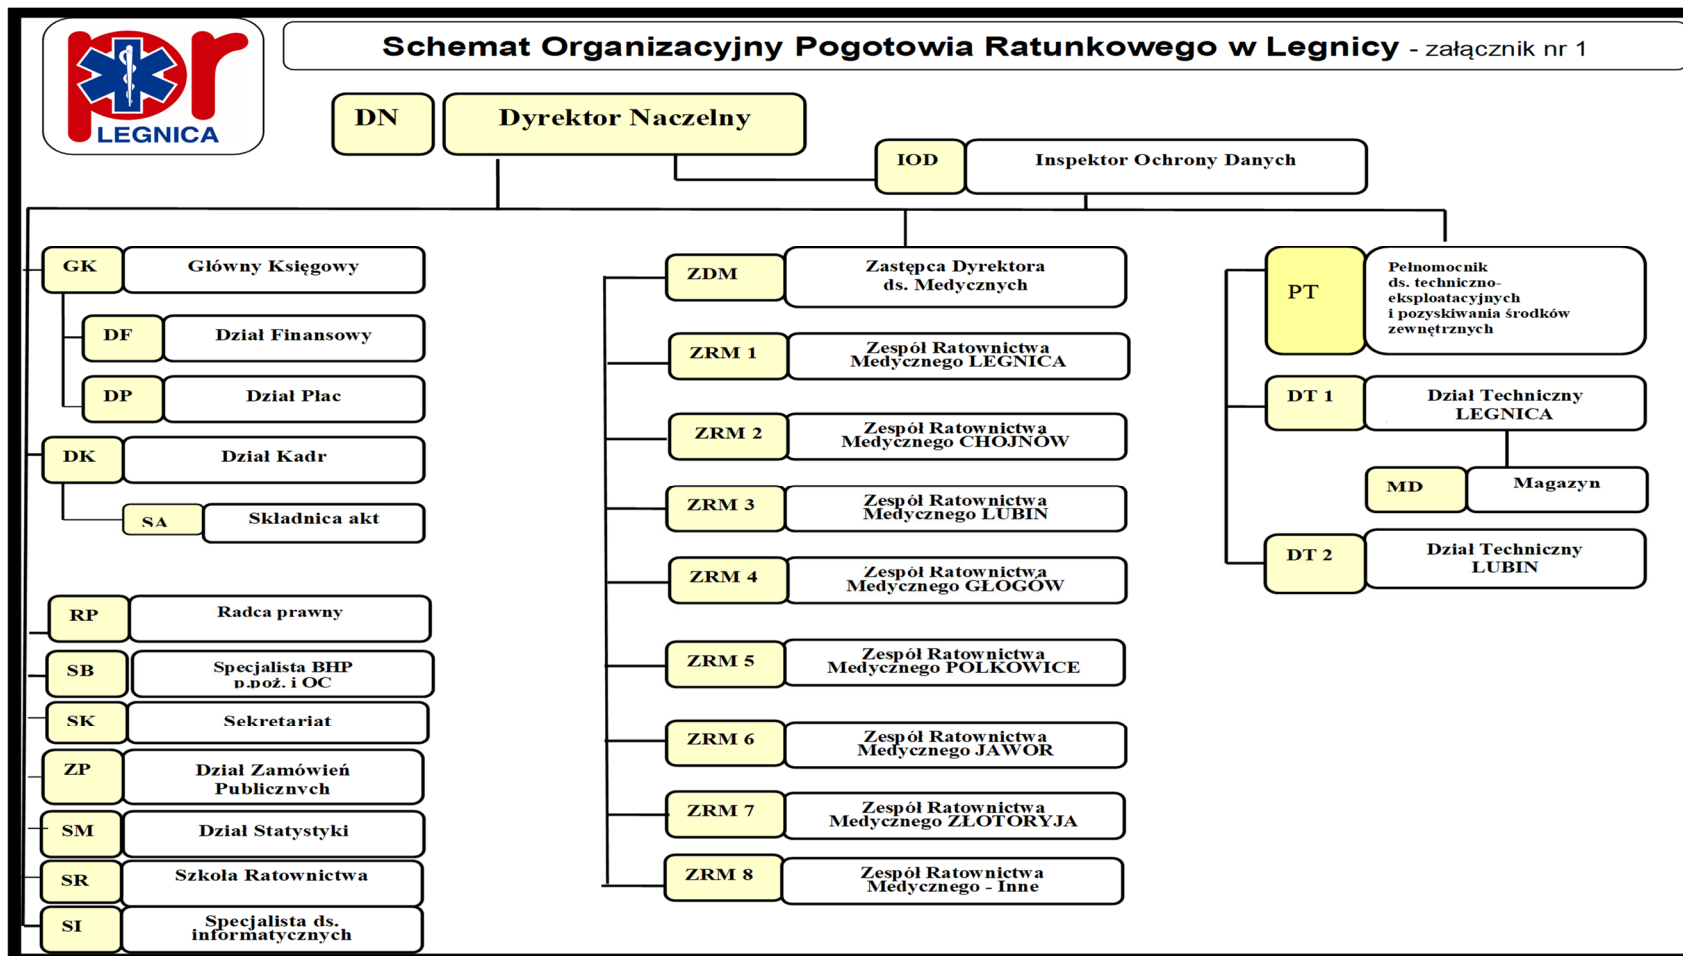 por
LEGNICA
Schemat Organizacyjny Pogotowia Ratunkowego w Legnicy - załącznik nr 1
DN Dyrektor Naczelny
IOD Inspektor Ochrony Danych
GK Główny Księgowy
DF Dział Finansowy
DP Dział Płac
DK Dział Kadr
SA Składnica akt
RP Radca prawny
SB Specjalista BHP
p.poż. i OC
SK Sekretariat
ZP Dział Zamówień
Publicznych
SM Dział Statystyki
SR Szkoła Ratownictwa
SI Specjalista ds.
informatycznych
ZDM Zastępca Dyrektora
ds. Medycznych
ZRM 1 Zespół Ratownictwa
Medycznego LEGNICA
ZRM 2 Zespół Ratownictwa
Medycznego CHOJNÓW
ZRM 3 Zespół Ratownictwa
Medycznego LUBIN
ZRM 4 Zespół Ratownictwa
Medycznego GŁOGÓW
ZRM 5 Zespół Ratownictwa
Medycznego POLKOWICE
ZRM 6 Zespół Ratownictwa
Medycznego JAWOR
ZRM 7 Zespół Ratownictwa
Medycznego ZŁOTORYJA
ZRM 8 Zespół Ratownictwa
Medycznego - Inne
PT Pełnomocnik
ds. techniczno-
eksploatacyjnych
i pozyskiwania środków
zewnętrznych
DT 1 Dział Techniczny
LEGNICA
MD Magazyn
DT 2 Dział Techniczny
LUBIN